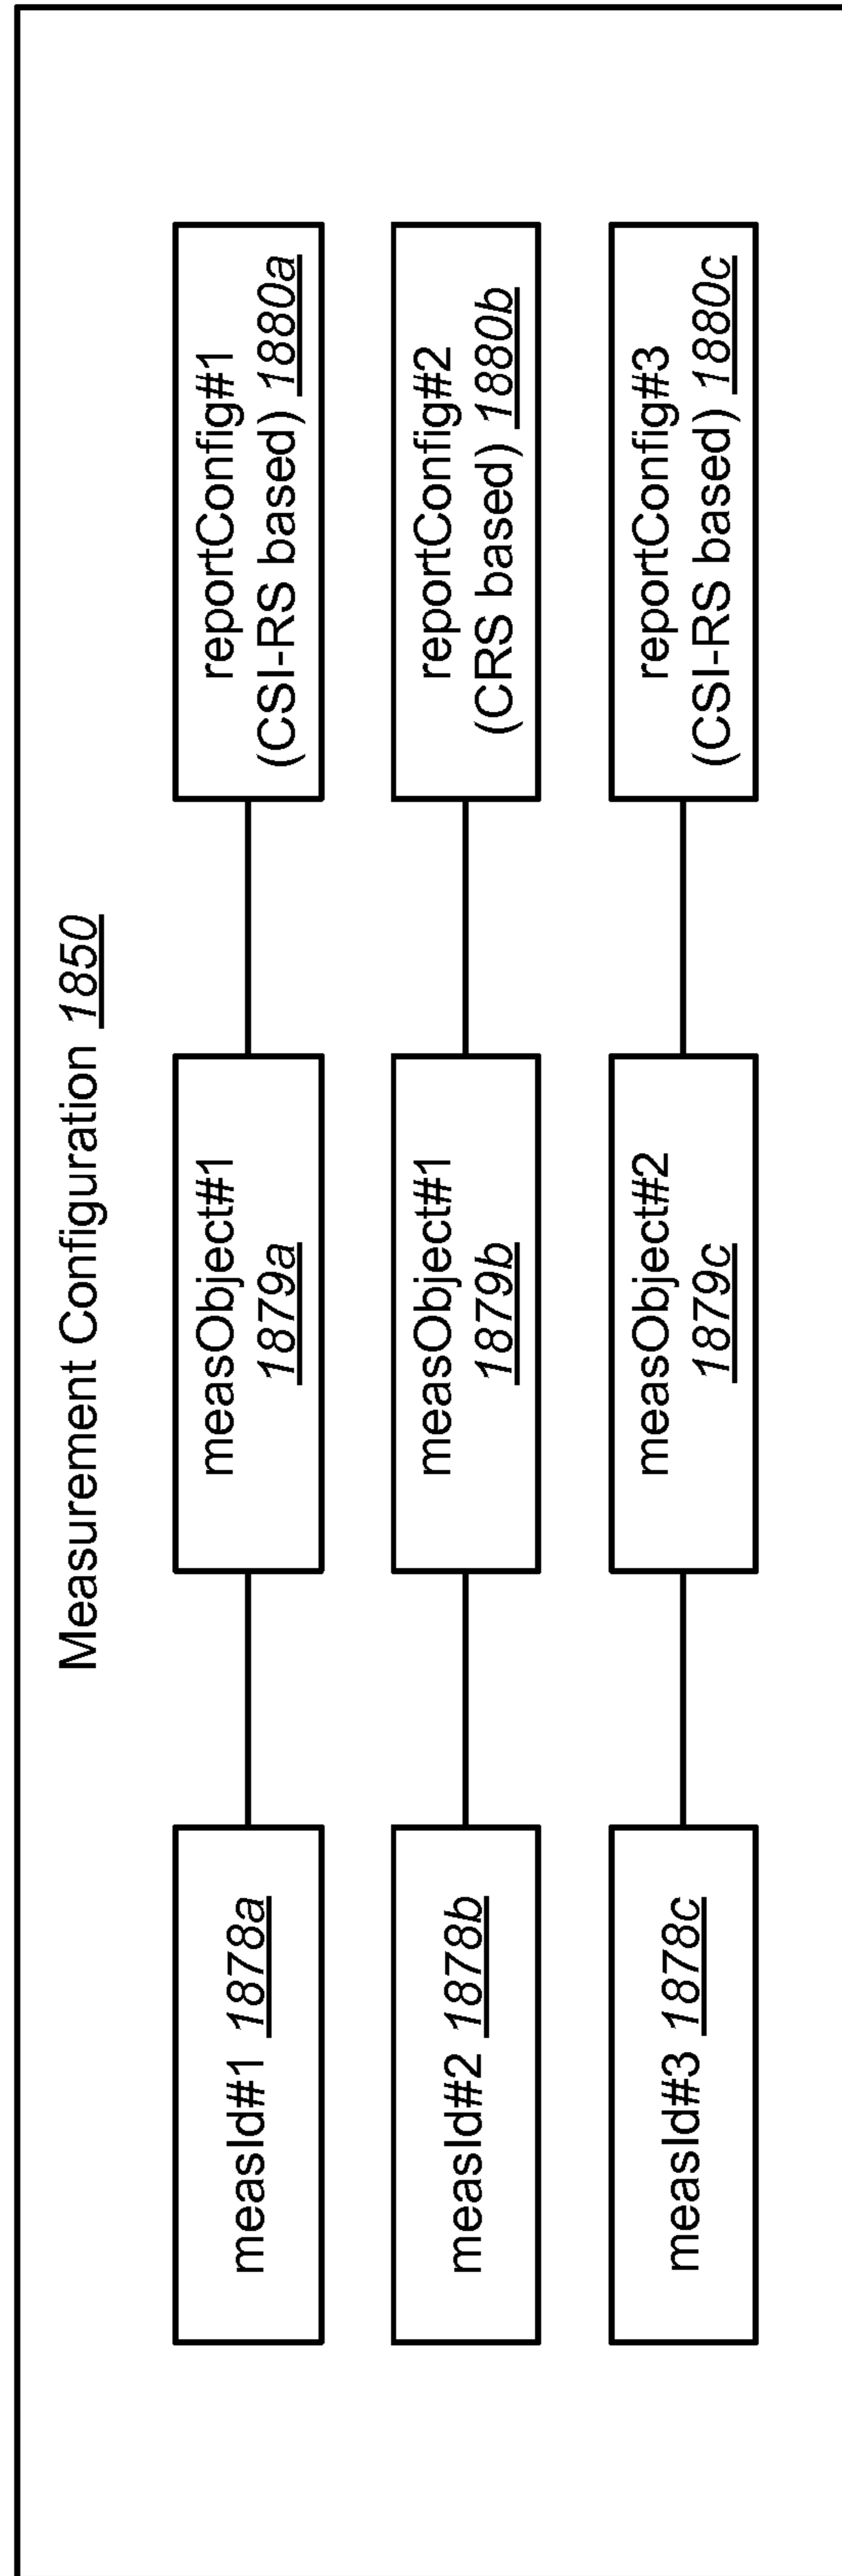 Measurement Configuration 1850
measId#1 1878a
measObject#1
1879a
reportConfig#1
(CSI-RS based) 1880a
measId#2 1878b
measObject#1
1879b
reportConfig#2
(CRS based) 1880b
measId#3 1878c
measObject#2
1879c
reportConfig#3
(CSI-RS based) 1880c